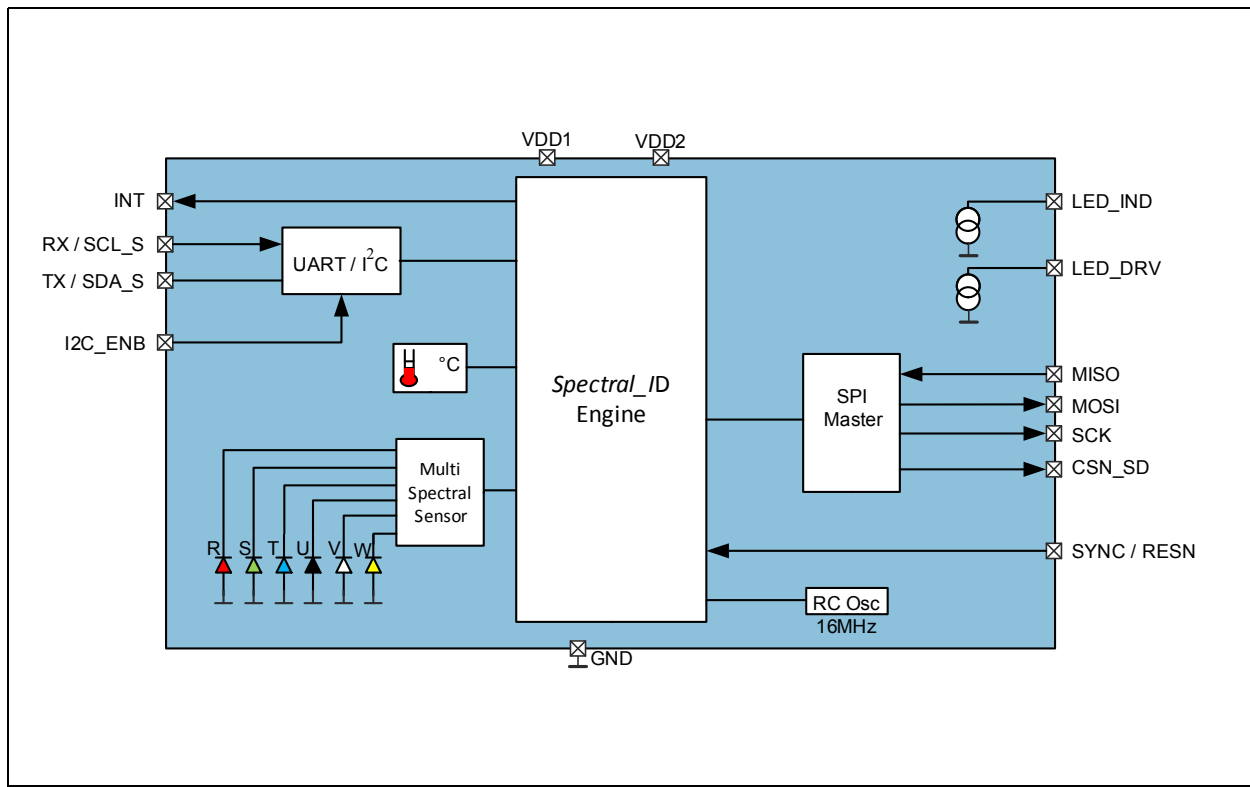 VDD1
VDD2
INT
LED_IND
RX / SCL_S
UART / I²C
TX / SDA_S
LED_DRV
I2C_ENB
°C
Spectral_ID
Engine
SPI
Master
MISO
MOSI
SCK
CSN_SD
Multi
Spectral
Sensor
R S T U V W
SYNC / RESN
RC Osc
16MHz
GND